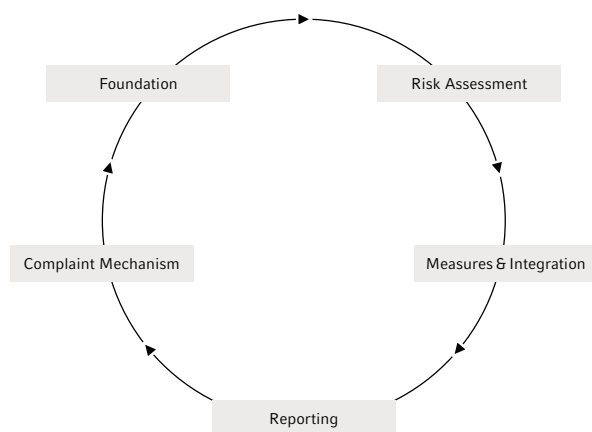 Foundation
Risk Assessment
Complaint Mechanism
Measures & Integration
Reporting